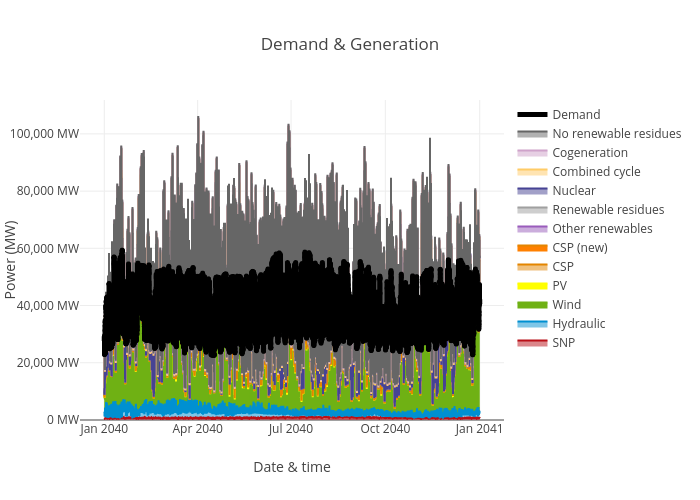 Demand & Generation
Power (MW)
100,000 MW
80,000 MW
60,000 MW
40,000 MW
20,000 MW
0 MW
Jan 2040
Apr 2040
Jul 2040
Oct 2040
Jan 2041
Date & time
Demand
No renewable residues
Cogeneration
Combined cycle
Nuclear
Renewable residues
Other renewables
CSP (new)
CSP
PV
Wind
Hydraulic
SNP